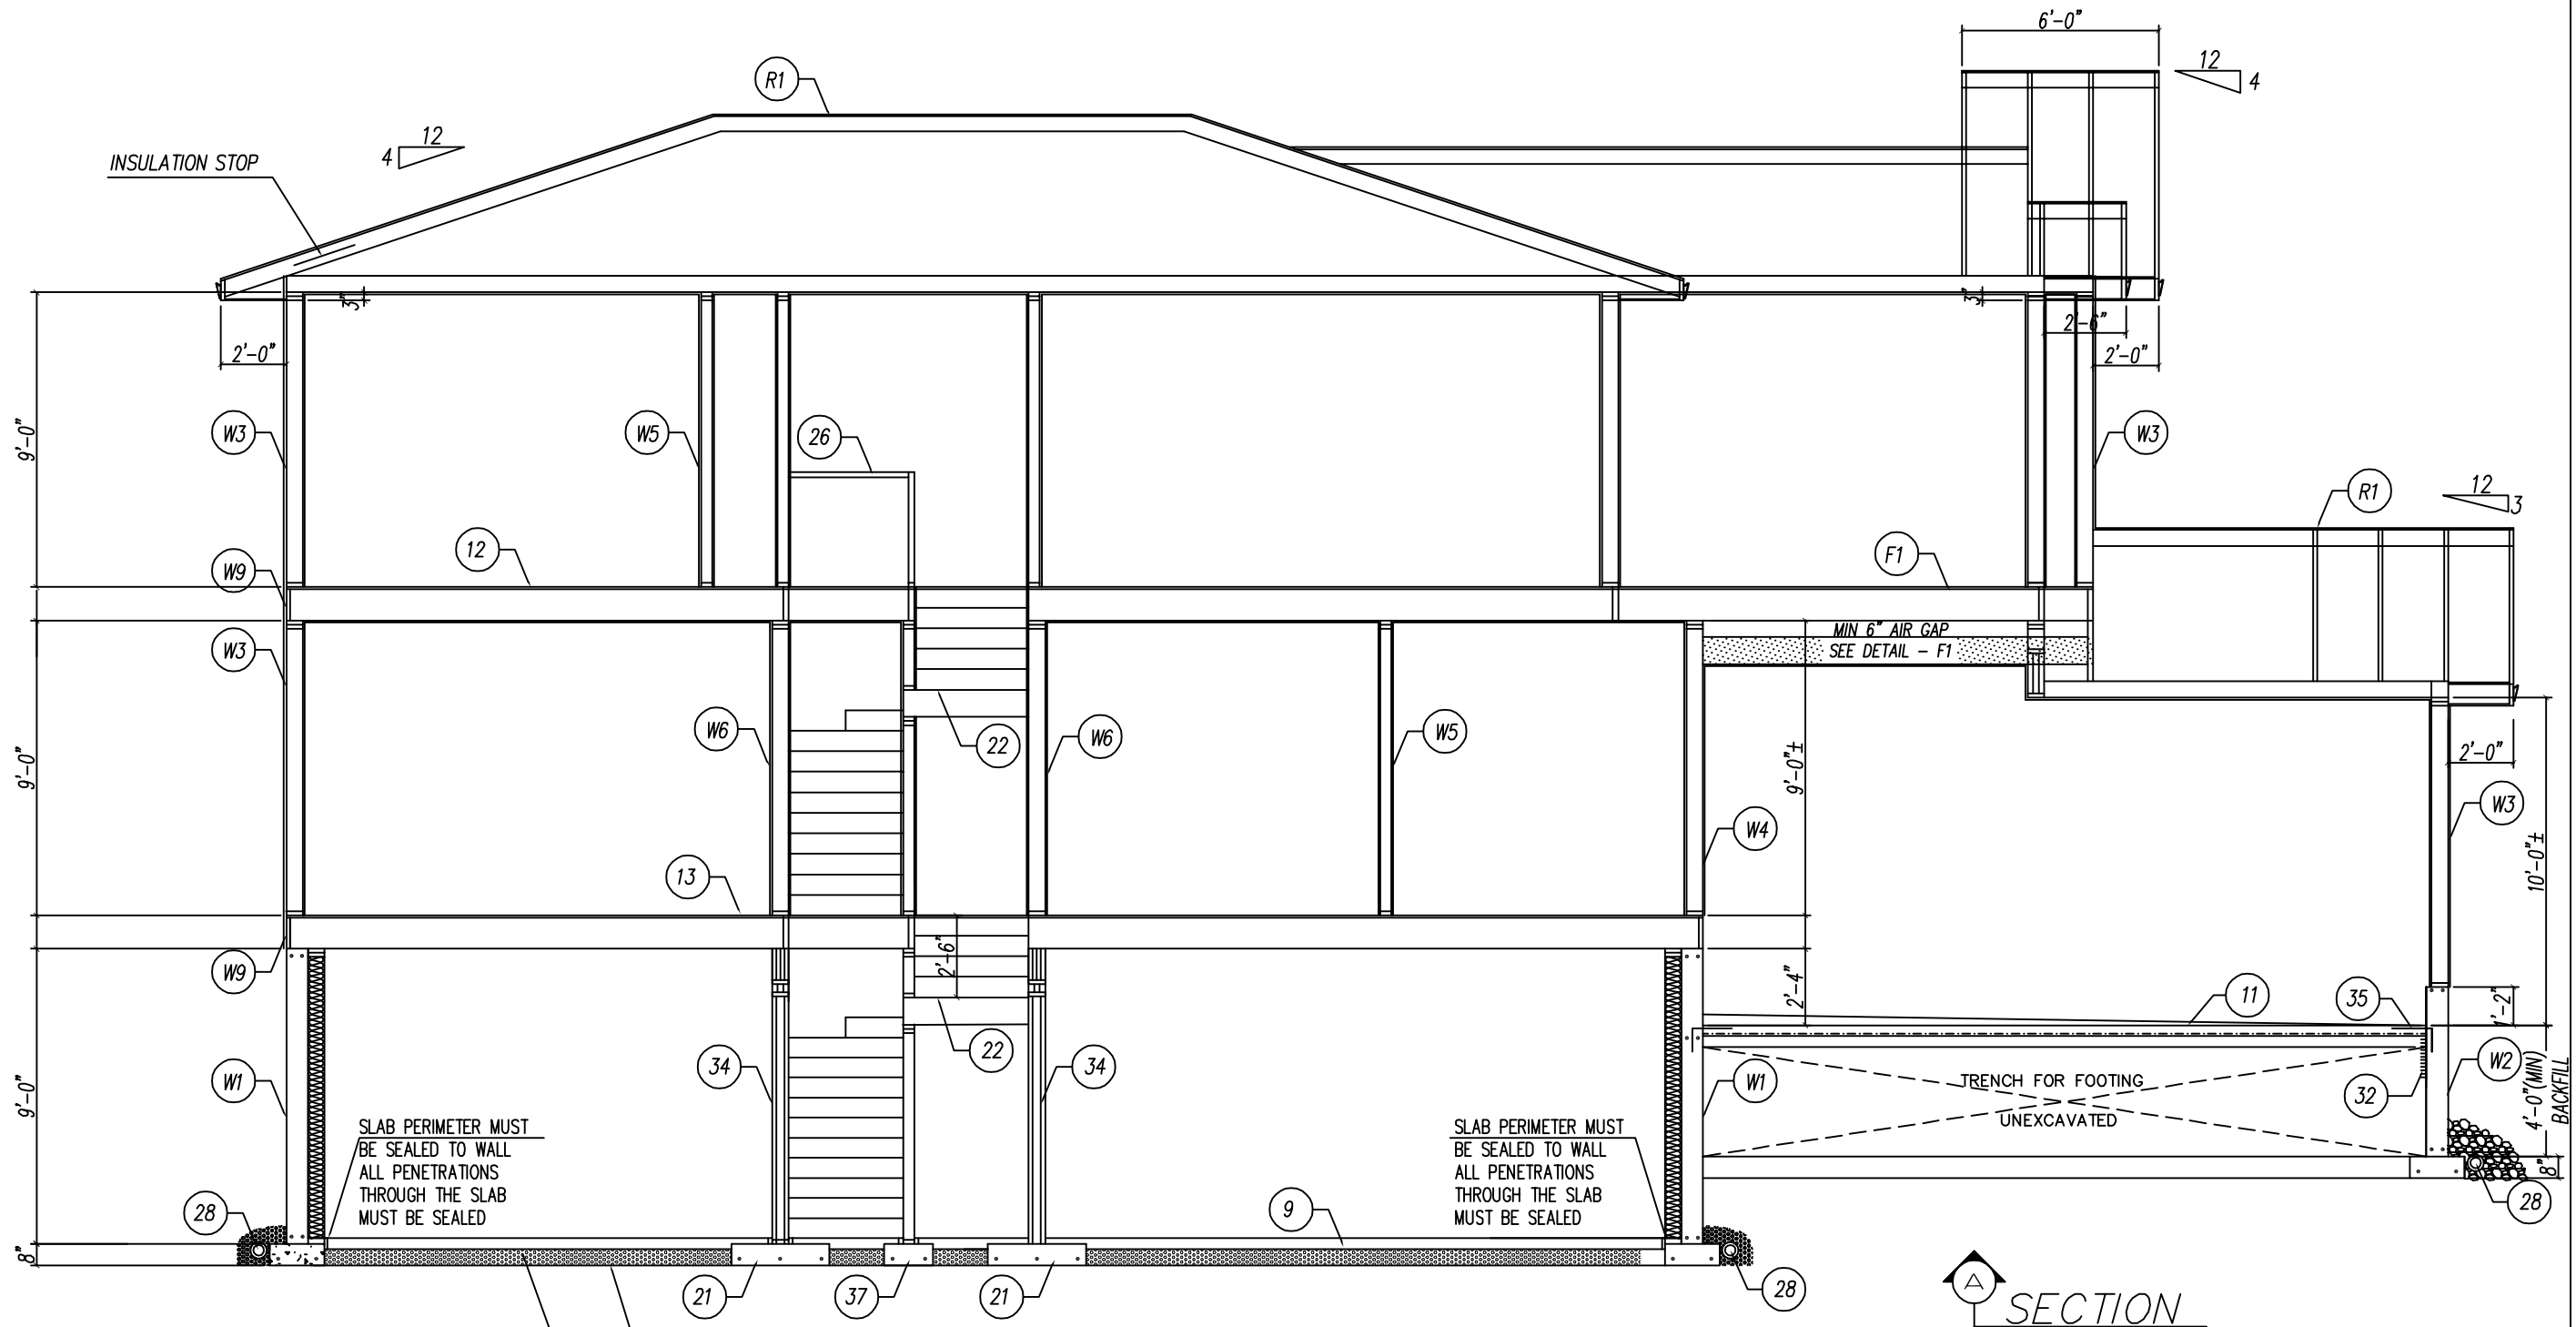 6'-0"
12
4
R1
12
4
INSULATION STOP
3"
3"
2'-6"
2'-0"
2'-0"
9'-0"
W3
W5
26
W3
R1
12
3
12
F1
W9
MIN 6" AIR GAP
SEE DETAIL - F1
W3
W6
22
W6
W5
9'-0"±
2'-0"
9'-0"
W4
W3
10'-0"±
13
2'-6"
W9
2'-4"
11
35
1'-2"
34
22
34
W1
W1
TRENCH FOR FOOTING
UNEXCAVATED
32
W2
4'-0"(MIN)
BACKFILL
9'-0"
SLAB PERIMETER MUST
BE SEALED TO WALL
ALL PENETRATIONS
THROUGH THE SLAB
MUST BE SEALED
SLAB PERIMETER MUST
BE SEALED TO WALL
ALL PENETRATIONS
THROUGH THE SLAB
MUST BE SEALED
8"
28
9
28
8"
21
37
21
28
A
SECTION